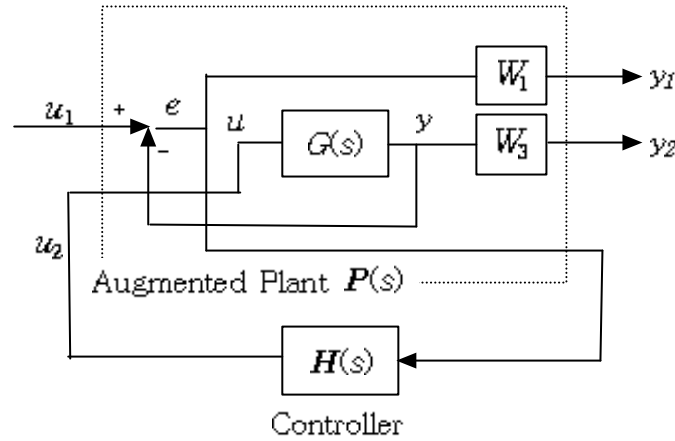 W₁
y₁
u₁
+
e
u
y
G(s)
W₃
y₂
-
u₂
Augmented Plant P(s)
H(s)
Controller